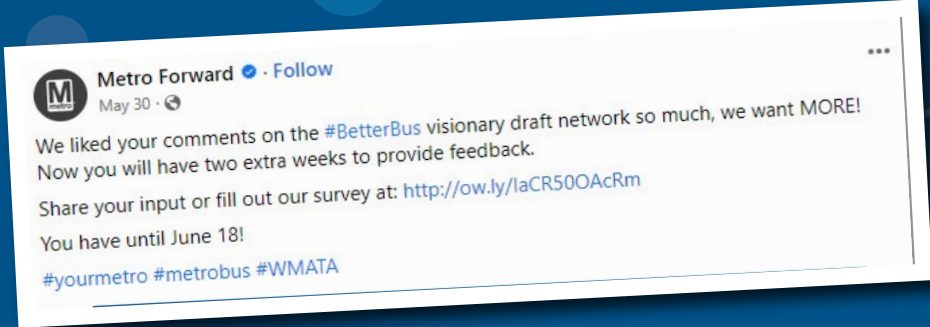 Metro Forward · Follow
M
metro
May 30 ·
We liked your comments on the #BetterBus visionary draft network so much, we want MORE!
Now you will have two extra weeks to provide feedback.
Share your input or fill out our survey at: http://ow.ly/laCR50OAcRm
You have until June 18!
#yourmetro #metrobus #WMATA